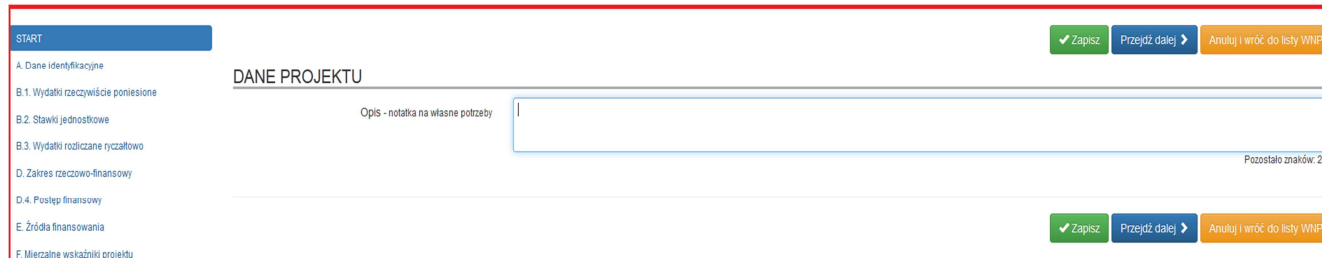 START
A. Dane identyfikacyjne
B.1. Wydatki rzeczywiście poniesione
B.2. Stawki jednostkowe
B.3. Wydatki rozliczane ryczałtowo
D. Zakres rzeczowo-finansowy
D.4. Postęp finansowy
E. Źródła finansowania
F. Mierzalne wskaźniki projektu
Zapisz Przejdź dalej Anuluj i wróć do listy WNP
DANE PROJEKTU
Opis - notatka na własne potrzeby
Pozostało znaków: 2
Zapisz Przejdź dalej Anuluj i wróć do listy WNP